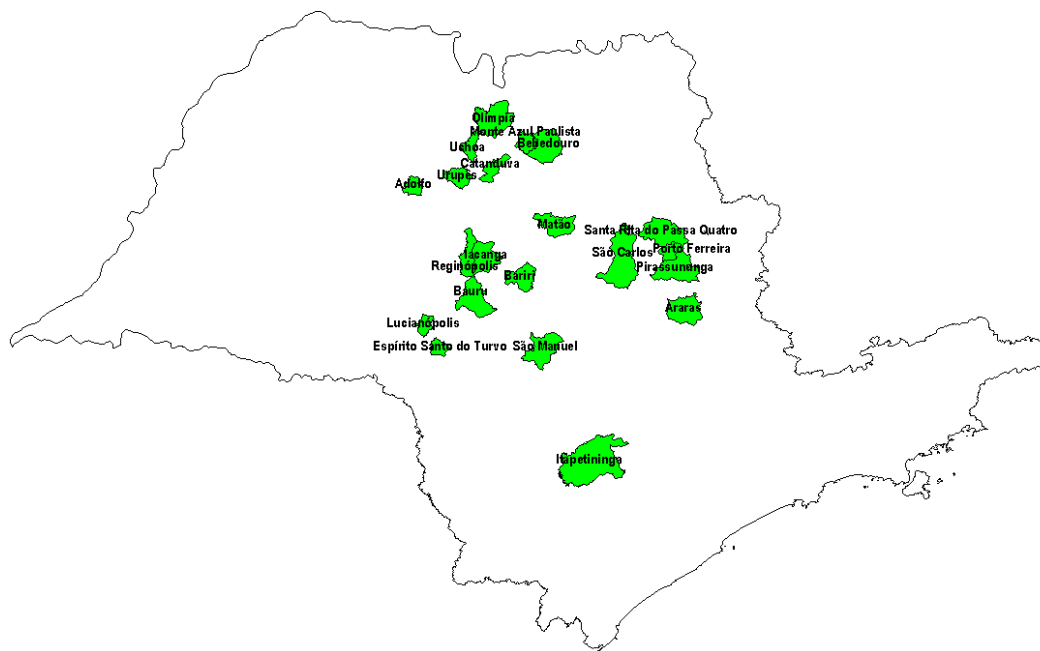 Olímpia
Monte Azul Paulista
Bebedouro
Uchoa
Catanduva
Urupês
Adolfo
Matão
Santa Rita do Passa Quatro
São Carlos
Porto Ferreira
Iacanga
Reginópolis
Pirassununga
Bariri
Bauru
Araras
Lucianópolis
Espírito Santo do Turvo
São Manuel
Itapetininga